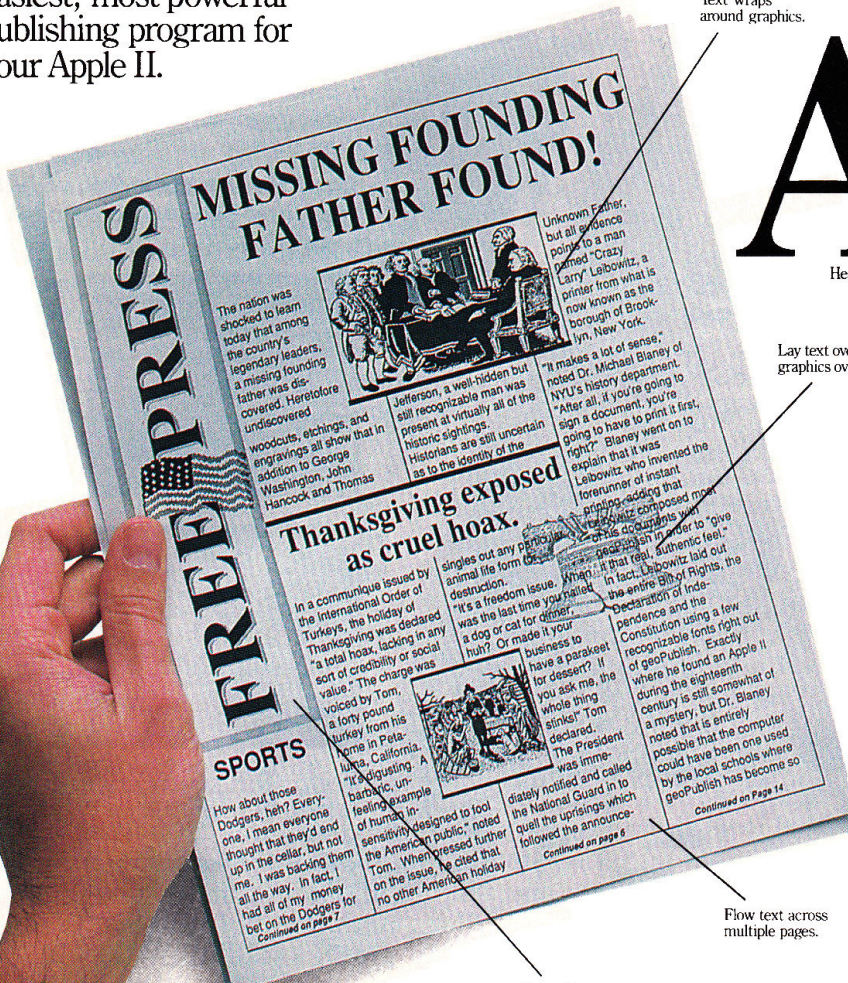 easiest, most powerful
ublishing program for
our Apple II.
Text wraps
around graphics.
A
He
Lay text ov
graphics ov
FREE PRESS
MISSING FOUNDING
FATHER FOUND!
The nation was
shocked to learn
today that among
the country's
legendary leaders,
a missing founding
father was dis-
covered. Heretofore
undiscovered
woodcuts, etchings, and
engravings all show that in
addition to George
Washington, John
Hancock and Thomas
Jefferson, a well-hidden but
still recognizable man was
present at virtually all of the
historic sightings.
Historians are still uncertain
as to the identity of the
Unknown Father,
but all evidence
points to a man
named "Crazy
Larry" Leibowitz, a
printer from what is
now known as the
borough of Brook-
lyn, New York.
"It makes a lot of sense,"
noted Dr. Michael Blaney of
NYU's history department.
"After all, if you're going to
sign a document, you're
going to have to print it first,
right?" Blaney went on to
explain that it was
Leibowitz who invented the
forerunner of instant
printing, adding that
Leibowitz composed most
of his documents with
geoPublish in order to "give
it that real, authentic feel."
In fact, Leibowitz laid out
the entire Bill of Rights, the
Declaration of Inde-
pendence and the
Constitution using a few
recognizable fonts right out
of geoPublish. Exactly
where he found an Apple II
during the eighteenth
century is still somewhat of
a mystery, but Dr. Blaney
noted that is entirely
possible that the computer
could have been one used
by the local schools where
geoPublish has become so
Continued on Page 14
Thanksgiving exposed
as cruel hoax.
In a communique issued by
the International Order of
Turkeys, the holiday of
Thanksgiving was declared
"a total hoax, lacking in any
sort of credibility or social
value." The charge was
voiced by Tom,
a forty pound
turkey from his
home in Peta-
luma, California.
"It's digusting. A
barbaric, un-
feeling example
of human in-
sensitivity designed to fool
the American public," noted
Tom. When pressed further
on the issue, he cited that
no other American holiday
singles out any particular
animal life form for
destruction.
"It's a freedom issue. When
was the last time you halled
a dog or cat for dinner,
huh? Or made it your
business to
have a parakeet
for dessert? If
you ask me, the
whole thing
stinks!" Tom
declared.
The President
was imme-
diately notified and called
the National Guard in to
quell the uprisings which
followed the announce-
Continued on page 6
SPORTS
How about those
Dodgers, heh? Every-
one, I mean everyone
thought that they'd end
up in the cellar, but not
me. I was backing them
all the way. In fact, I
had all of my money
bet on the Dodgers for
Continued on page 7
Flow text across
multiple pages.